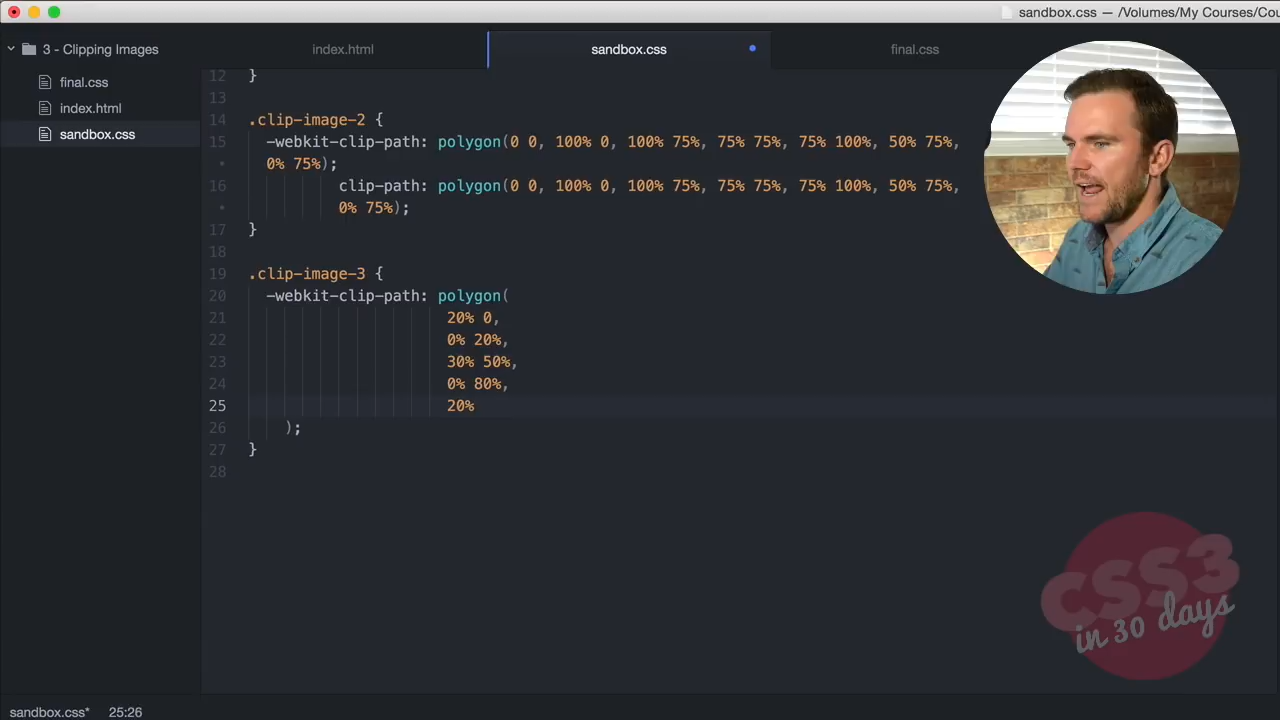 sandbox.css — /Volumes/My Courses/Cou
3 - Clipping Images
index.html
sandbox.css
final.css
final.css
index.html
sandbox.css
12 }
13
14 .clip-image-2 {
15 -webkit-clip-path: polygon(0 0, 100% 0, 100% 75%, 75% 75%, 75% 100%, 50% 75%,
0% 75%);
16 clip-path: polygon(0 0, 100% 0, 100% 75%, 75% 75%, 75% 100%, 50% 75%,
0% 75%);
17 }
18
19 .clip-image-3 {
20 -webkit-clip-path: polygon(
21 20% 0,
22 0% 20%,
23 30% 50%,
24 0% 80%,
25 20%
26 );
27 }
28
CSS3
in 30 days
sandbox.css* 25:26